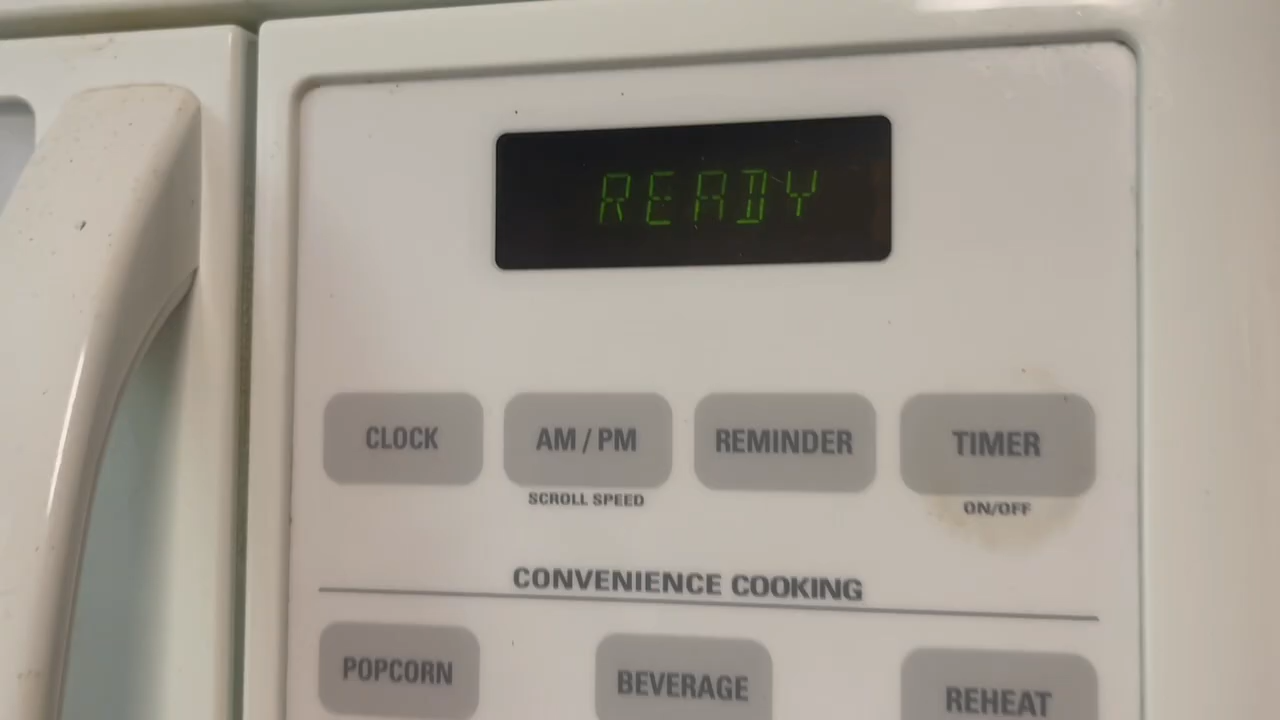 READY
CLOCK AM / PM REMINDER TIMER
SCROLL SPEED ON/OFF
CONVENIENCE COOKING
POPCORN BEVERAGE REHEAT